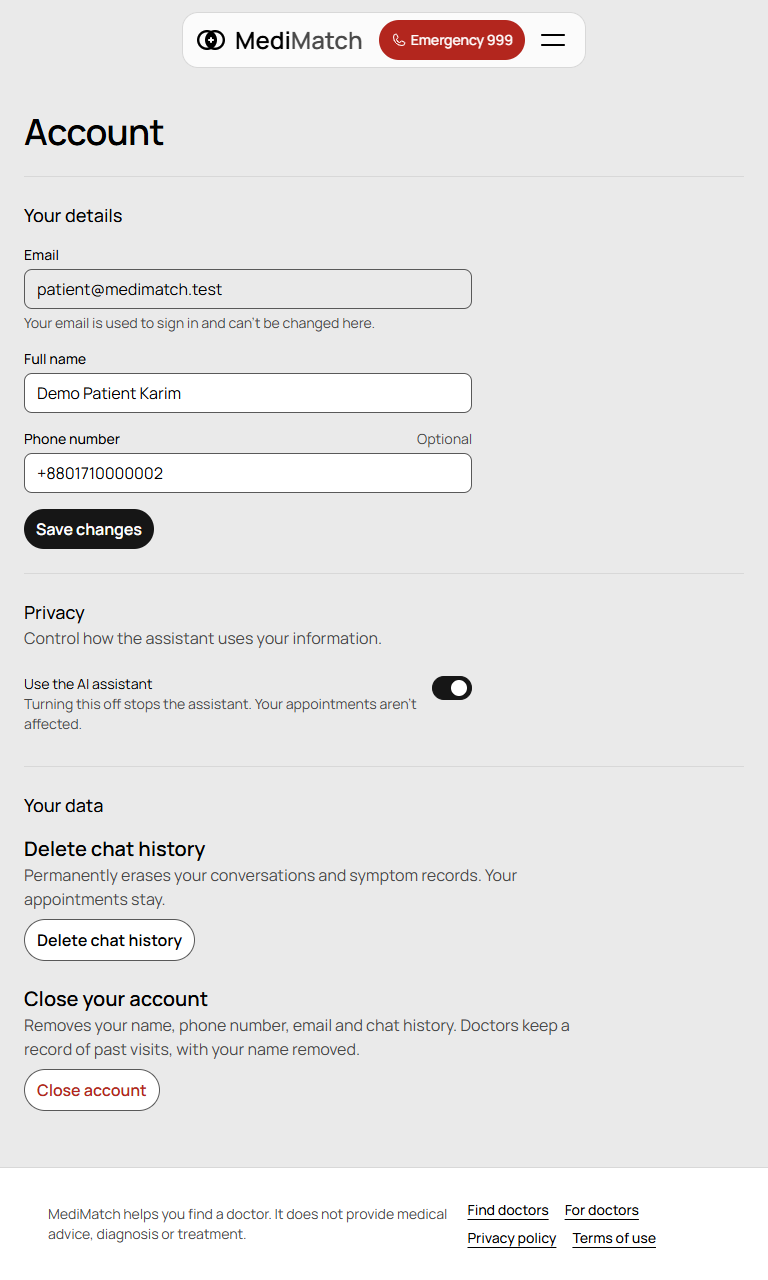 MediMatch
Emergency 999
Account
Your details
Email
patient@medimatch.test
Your email is used to sign in and can't be changed here.
Full name
Demo Patient Karim
Phone number Optional
+8801710000002
Save changes
Privacy
Control how the assistant uses your information.
Use the AI assistant
Turning this off stops the assistant. Your appointments aren't
affected.
Your data
Delete chat history
Permanently erases your conversations and symptom records. Your
appointments stay.
Delete chat history
Close your account
Removes your name, phone number, email and chat history. Doctors keep a
record of past visits, with your name removed.
Close account
MediMatch helps you find a doctor. It does not provide medical
advice, diagnosis or treatment.
Find doctors For doctors
Privacy policy Terms of use